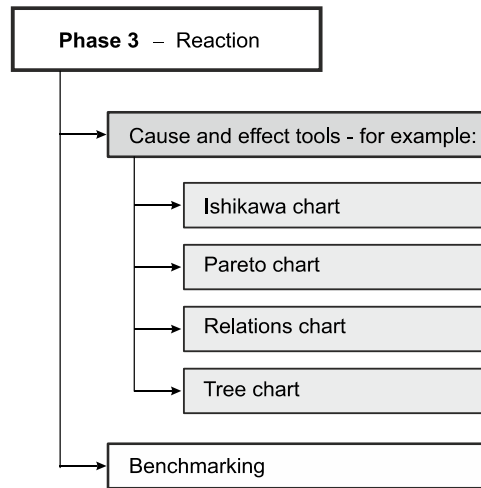 Phase 3 – Reaction
Cause and effect tools - for example:
Ishikawa chart
Pareto chart
Relations chart
Tree chart
Benchmarking